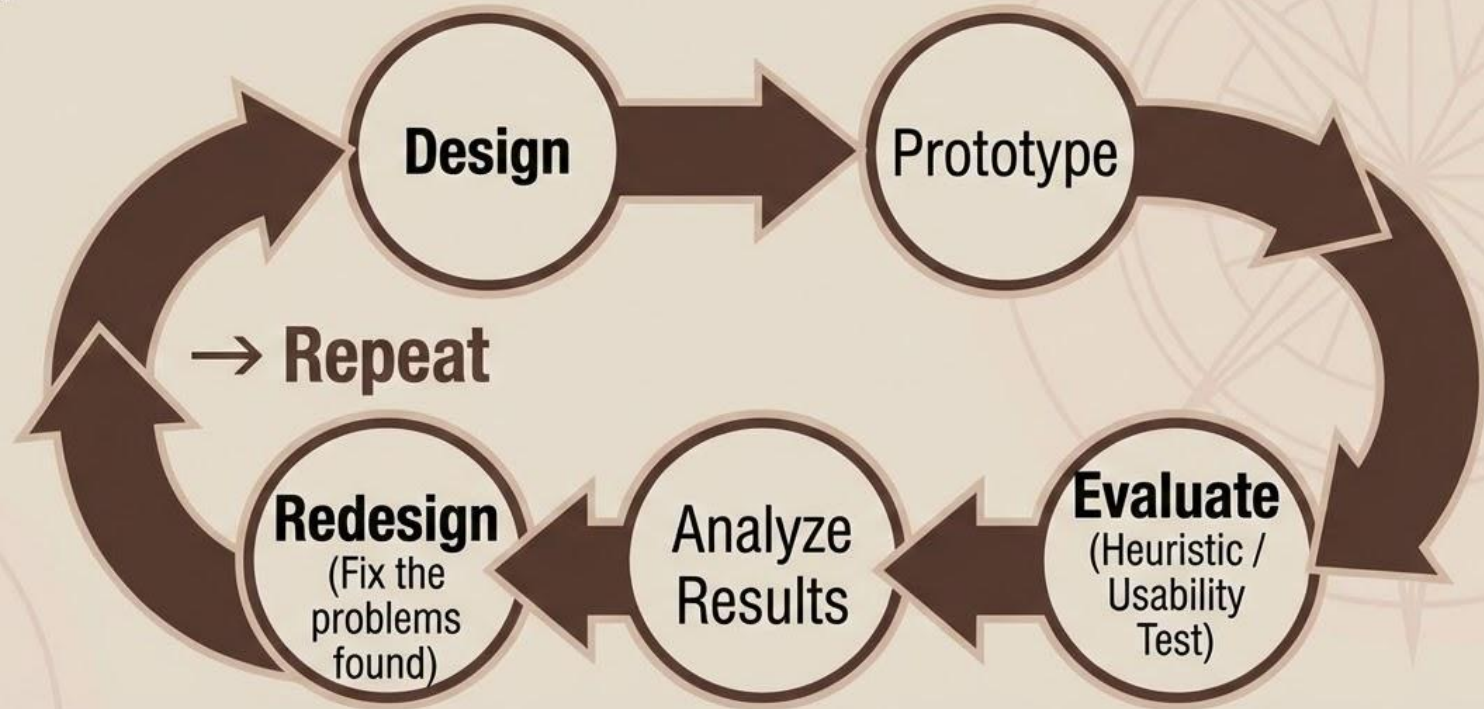 Design
Prototype
→ Repeat
Evaluate
(Heuristic /
Usability
Test)
Analyze
Results
Redesign
(Fix the
problems
found)